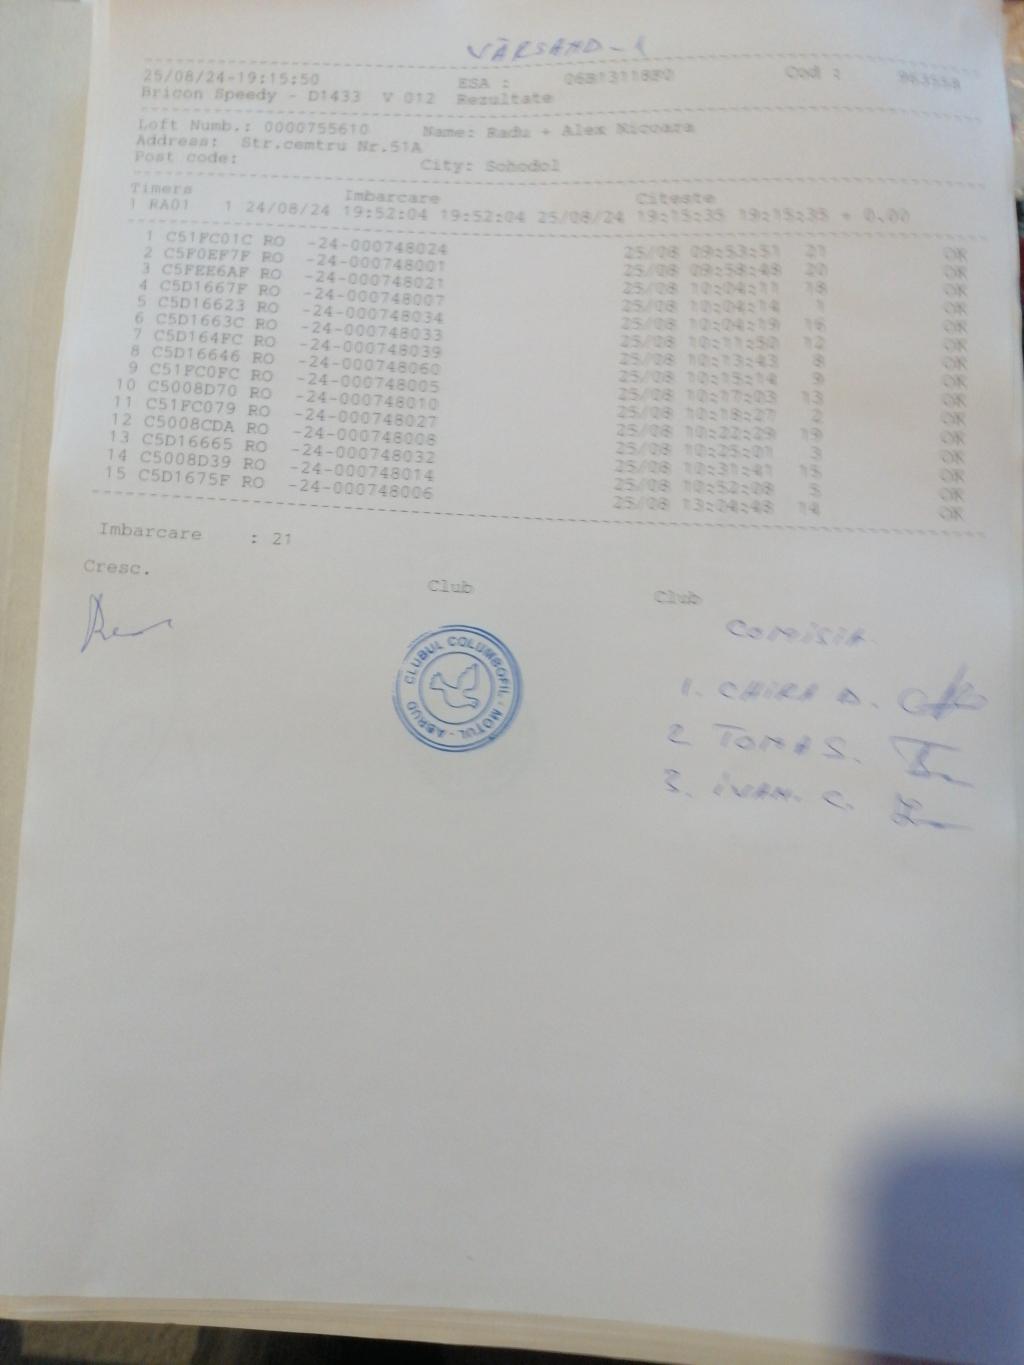 VĂRSAND - 1
25/08/24-19:15:50 ESA : Cod :
Bricon Speedy - D1433 V 012 Rezultate
Loft Numb.: 0000755610 Name: Radu + Alex Nicoara
Address: Str.cemtru Nr.51A
Post code: City: Sohodol
Timers Imbarcare Citeste
1 RA01 1 24/08/24 19:52:04 19:52:04 25/08/24 19:15:35 19:15:35 + 0.00
1 C51FC01C RO -24-000748024 25/08 09:53:51 21 OK
2 C5F0EF7F RO -24-000748001 25/08 09:58:48 20 OK
3 C5FEE6AF RO -24-000748021 25/08 10:04:11 18 OK
4 C5D1667F RO -24-000748007 25/08 10:04:14 1 OK
5 C5D16623 RO -24-000748034 25/08 10:04:19 16 OK
6 C5D1663C RO -24-000748033 25/08 10:11:50 12 OK
7 C5D164FC RO -24-000748039 25/08 10:13:43 8 OK
8 C5D16646 RO -24-000748060 25/08 10:15:14 9 OK
9 C51FC0FC RO -24-000748005 25/08 10:17:03 13 OK
10 C5008D70 RO -24-000748010 25/08 10:18:27 2 OK
11 C51FC079 RO -24-000748027 25/08 10:22:29 19 OK
12 C5008CDA RO -24-000748008 25/08 10:25:01 3 OK
13 C5D16665 RO -24-000748032 25/08 10:31:41 15 OK
14 C5008D39 RO -24-000748014 25/08 10:52:08 5 OK
15 C5D1675F RO -24-000748006 25/08 13:24:48 14 OK
Imbarcare : 21
Cresc. Club Club
COMISIA
CLUBUL COLUMBOFIL - MOTUL - ABRUD
1. CHIRA D.
2 TOMA S.
3. IVAN. C.